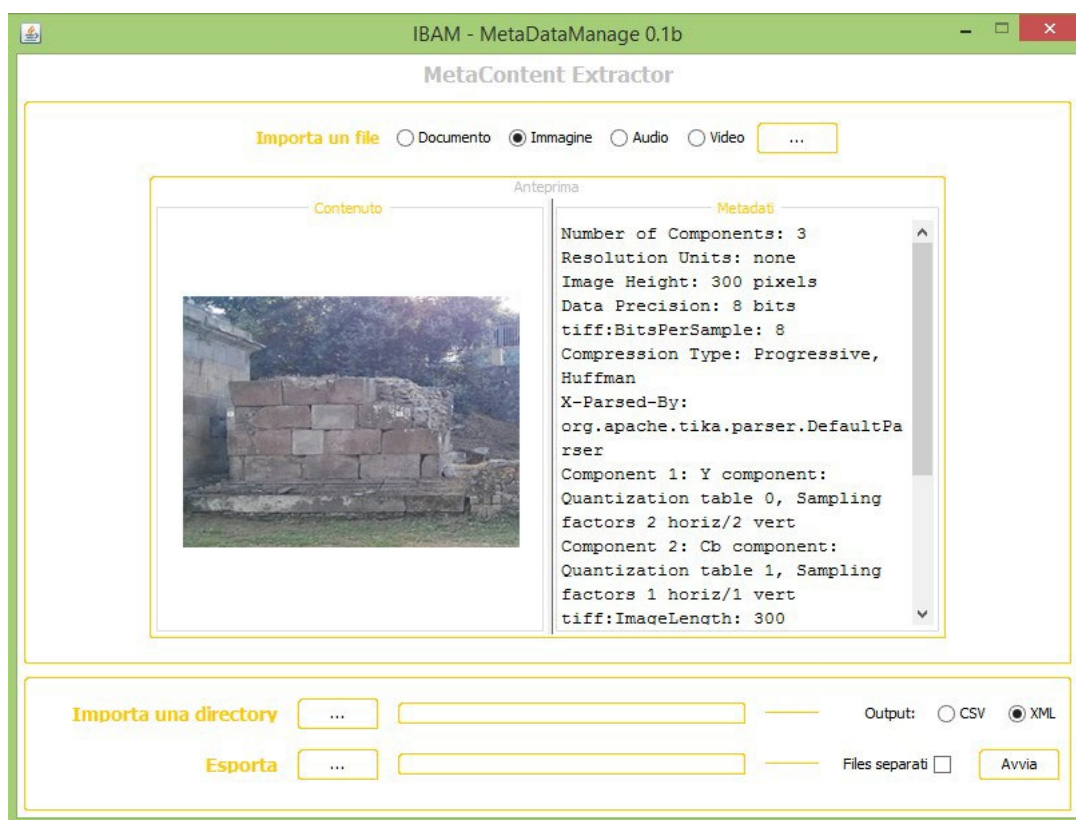 IBAM - MetaDataManage 0.1b
MetaContent Extractor
Importa un file Documento Immagine Audio Video ...
Anteprima
Contenuto
Metadati
Number of Components: 3
Resolution Units: none
Image Height: 300 pixels
Data Precision: 8 bits
tiff:BitsPerSample: 8
Compression Type: Progressive,
Huffman
X-Parsed-By:
org.apache.tika.parser.DefaultPa
rser
Component 1: Y component:
Quantization table 0, Sampling
factors 2 horiz/2 vert
Component 2: Cb component:
Quantization table 1, Sampling
factors 1 horiz/1 vert
tiff:ImageLength: 300
Importa una directory ... Output: CSV XML
Esporta ... Files separati Avvia